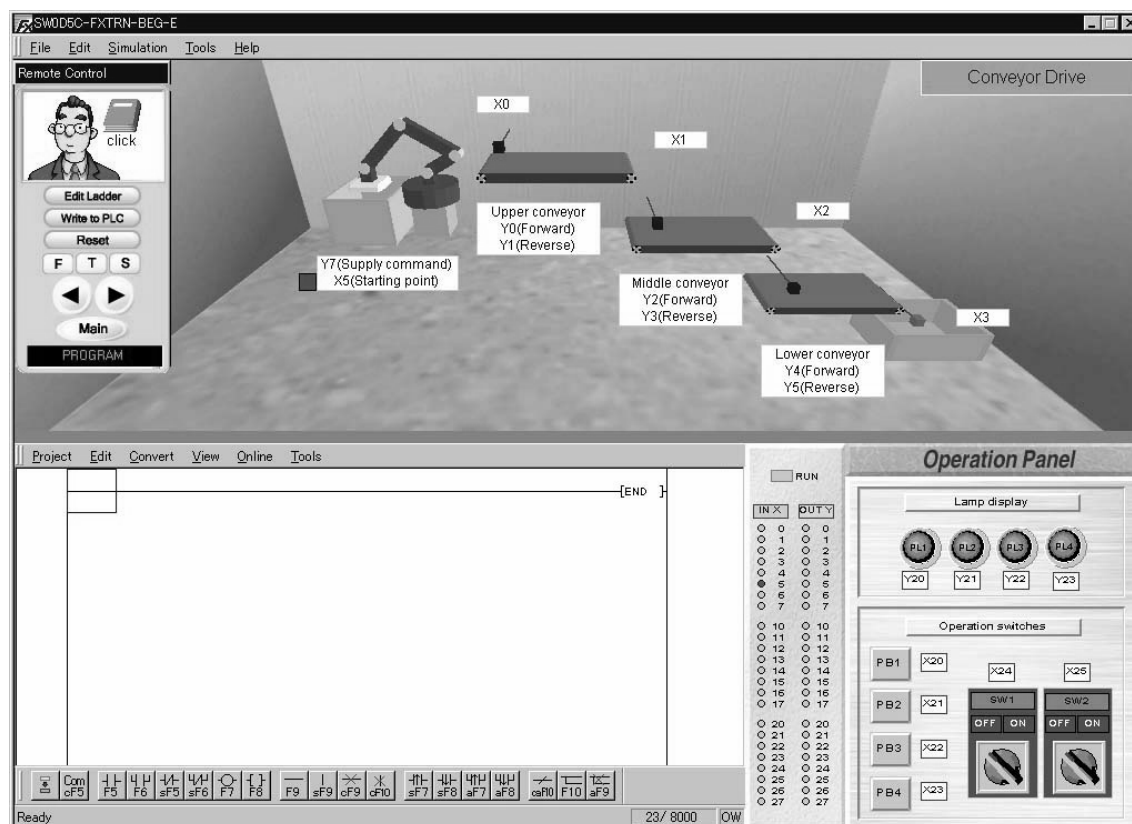 SW0D5C-FXTRN-BEG-E
File Edit Simulation Tools Help
Remote Control
click
Edit Ladder
Write to PLC
Reset
F T S
Main
PROGRAM
Conveyor Drive
X0
X1
X2
X3
Upper conveyor
Y0(Forward)
Y1(Reverse)
Y7(Supply command)
X5(Starting point)
Middle conveyor
Y2(Forward)
Y3(Reverse)
Lower conveyor
Y4(Forward)
Y5(Reverse)
Project Edit Convert View Online Tools
[END ]
RUN
IN X OUT Y
0 0
1 1
2 2
3 3
4 4
5 5
6 6
7 7
10 10
11 11
12 12
13 13
14 14
15 15
16 16
17 17
20 20
21 21
22 22
23 23
24 24
25 25
26 26
27 27
Operation Panel
Lamp display
PL1 PL2 PL3 PL4
Y20 Y21 Y22 Y23
Operation switches
PB1 X20
PB2 X21
PB3 X22
PB4 X23
X24 X25
SW1 SW2
OFF ON OFF ON
Com
cF5 F5 F6 sF5 sF6 F7 F8 F9 sF9 cF9 cF10 sF7 sF8 aF7 aF8 caF10 F10 aF9
Ready 23/ 8000 OW